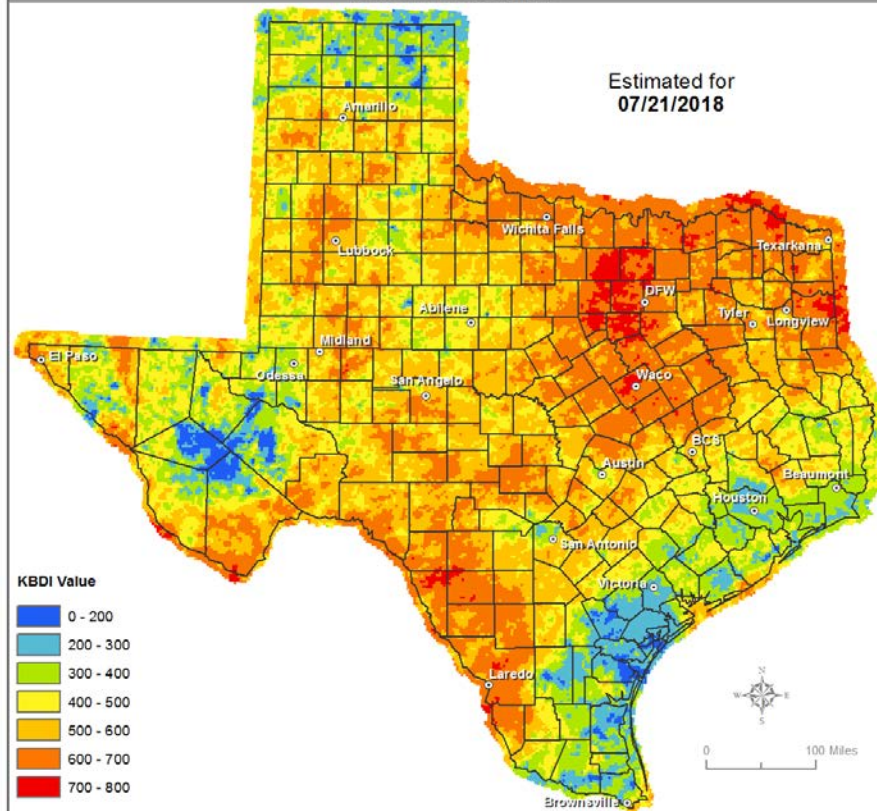 Estimated for
07/21/2018
Amarillo
Wichita Falls
Texarkana
Lubbock
DFW
Abilene
Tyler
Longview
Midland
El Paso
Odessa
San Angelo
Waco
BCS
Austin
Beaumont
Houston
San Antonio
Victoria
Laredo
Brownsville
KBDI Value
0 - 200
200 - 300
300 - 400
400 - 500
500 - 600
600 - 700
700 - 800
N
W
E
S
0 100 Miles